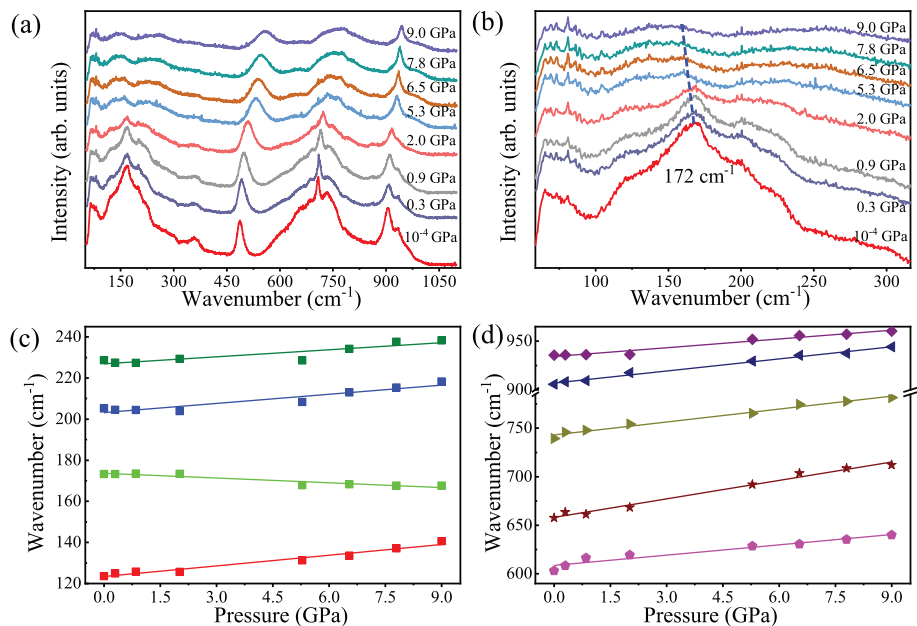 (a)
Intensity (arb. units)
9.0 GPa
7.8 GPa
6.5 GPa
5.3 GPa
2.0 GPa
0.9 GPa
0.3 GPa
10⁻⁴ GPa
150 300 450 600 750 900 1050
Wavenumber (cm⁻¹)
(b)
Intensity (arb. units)
9.0 GPa
7.8 GPa
6.5 GPa
5.3 GPa
2.0 GPa
0.9 GPa
0.3 GPa
10⁻⁴ GPa
172 cm⁻¹
100 150 200 250 300
Wavenumber (cm⁻¹)
(c)
Wavenumber (cm⁻¹)
240
220
200
180
160
140
120
0.0 1.5 3.0 4.5 6.0 7.5 9.0
Pressure (GPa)
(d)
Wavenumber (cm⁻¹)
950
900
750
700
650
600
0.0 1.5 3.0 4.5 6.0 7.5 9.0
Pressure (GPa)